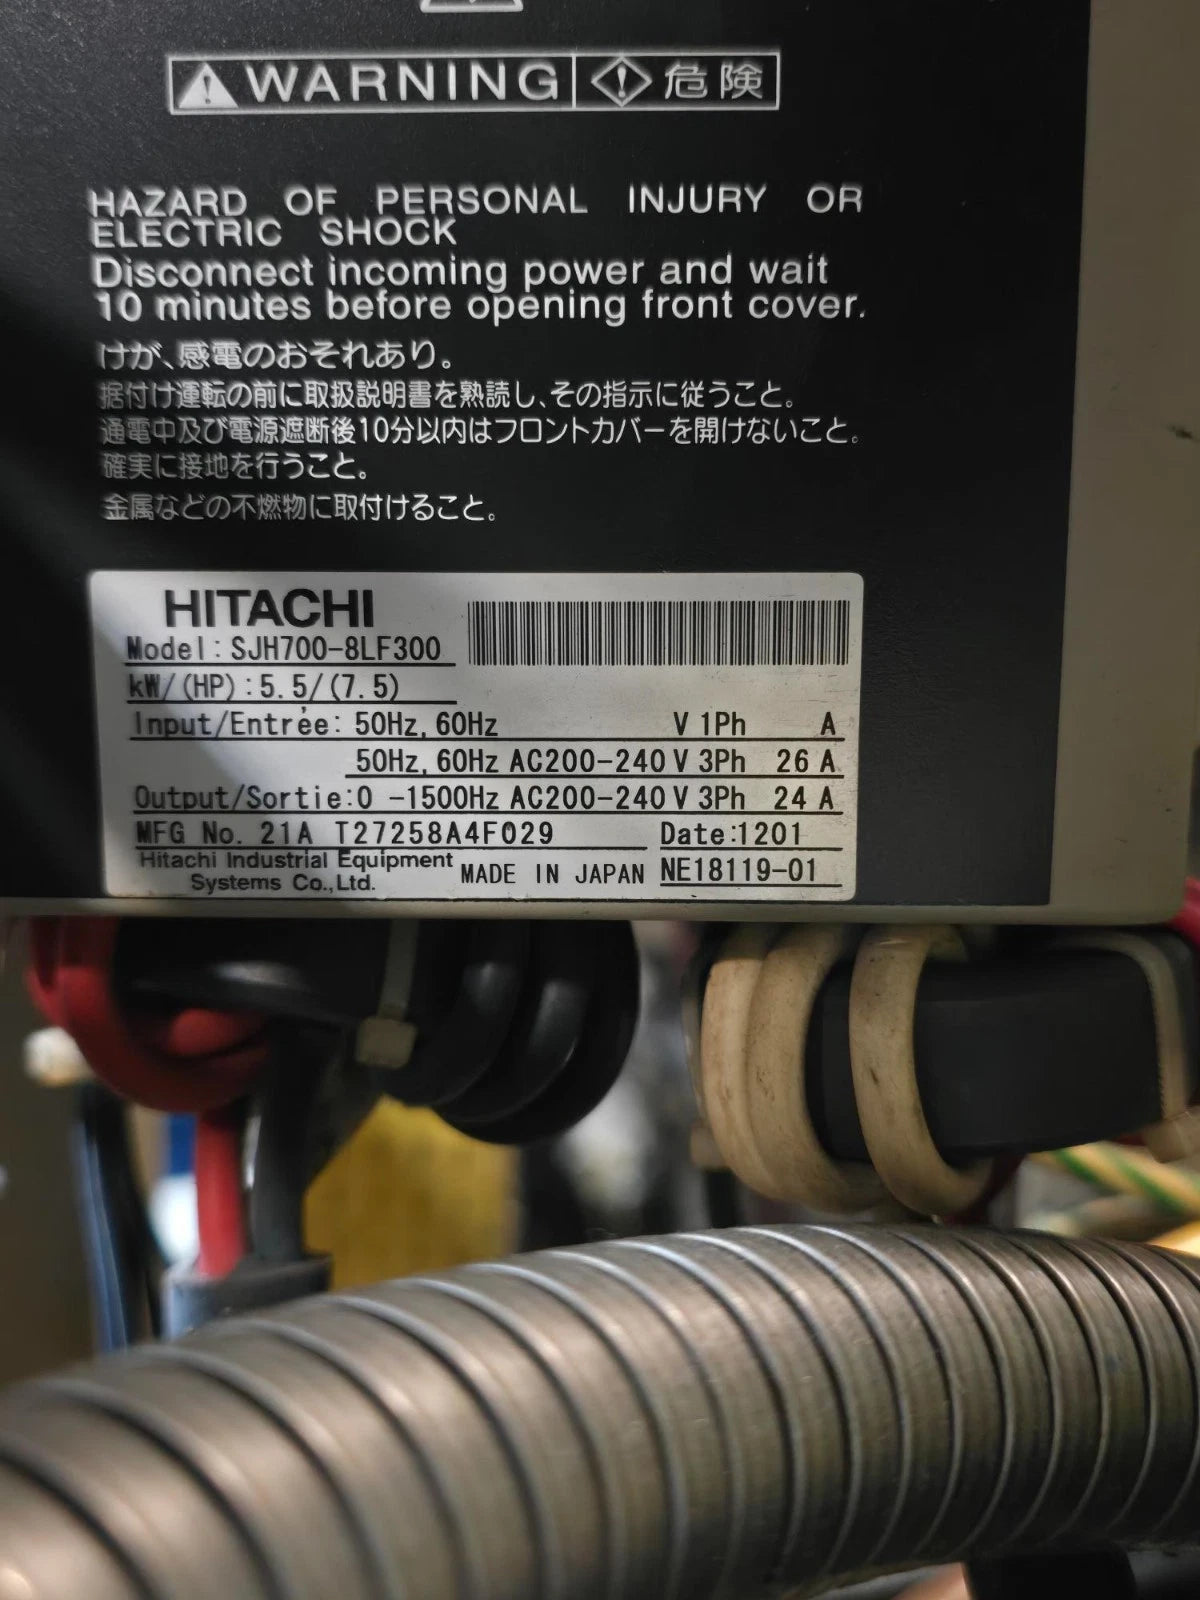 WARNING 危険
HAZARD OF PERSONAL INJURY OR
ELECTRIC SHOCK
Disconnect incoming power and wait
10 minutes before opening front cover.
けが、感電のおそれあり。
据付け運転の前に取扱説明書を熟読し、その指示に従うこと。
通電中及び電源遮断後10分以内はフロントカバーを開けないこと。
確実に接地を行うこと。
金属などの不燃物に取付けること。
HITACHI
Model: SJH700-8LF300
kW/(HP): 5.5/(7.5)
Input/Entrée: 50Hz, 60Hz V 1Ph A
50Hz, 60Hz AC200-240 V 3Ph 26 A
Output/Sortie:0 -1500Hz AC200-240 V 3Ph 24 A
MFG No. 21A T27258A4F029 Date:1201
Hitachi Industrial Equipment
Systems Co.,Ltd. MADE IN JAPAN NE18119-01